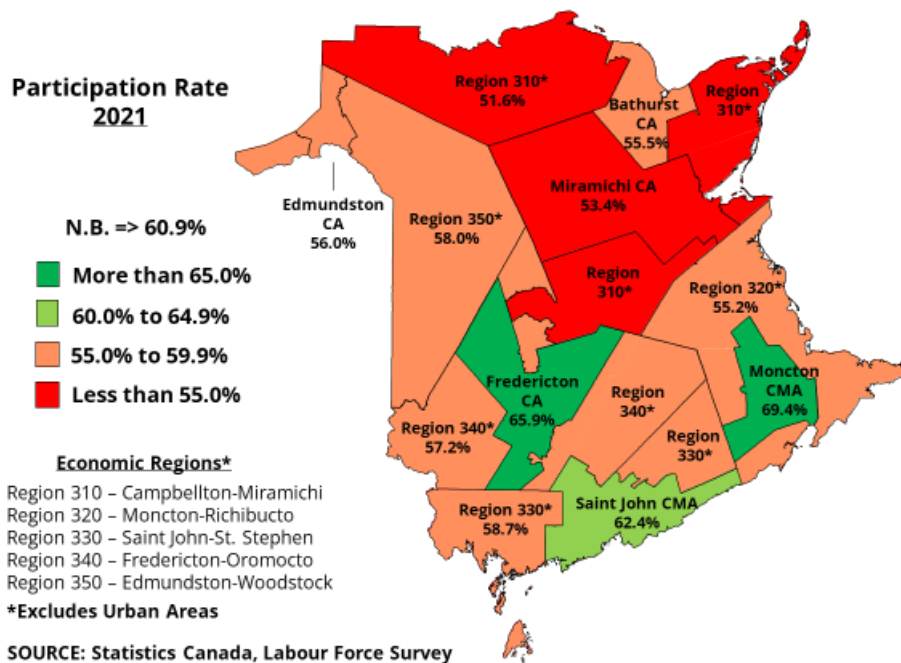 Participation Rate
2021
N.B. => 60.9%
More than 65.0%
60.0% to 64.9%
55.0% to 59.9%
Less than 55.0%
Economic Regions*
Region 310 – Campbellton-Miramichi
Region 320 – Moncton-Richibucto
Region 330 – Saint John-St. Stephen
Region 340 – Fredericton-Oromocto
Region 350 – Edmundston-Woodstock
*Excludes Urban Areas
SOURCE: Statistics Canada, Labour Force Survey
Region 310*
51.6%
Bathurst
CA
55.5%
Region
310*
Edmundston
CA
56.0%
Region 350*
58.0%
Miramichi CA
53.4%
Region
310*
Region 320*
55.2%
Fredericton
CA
65.9%
Region
340*
Moncton
CMA
69.4%
Region 340*
57.2%
Region
330*
Region 330*
58.7%
Saint John CMA
62.4%